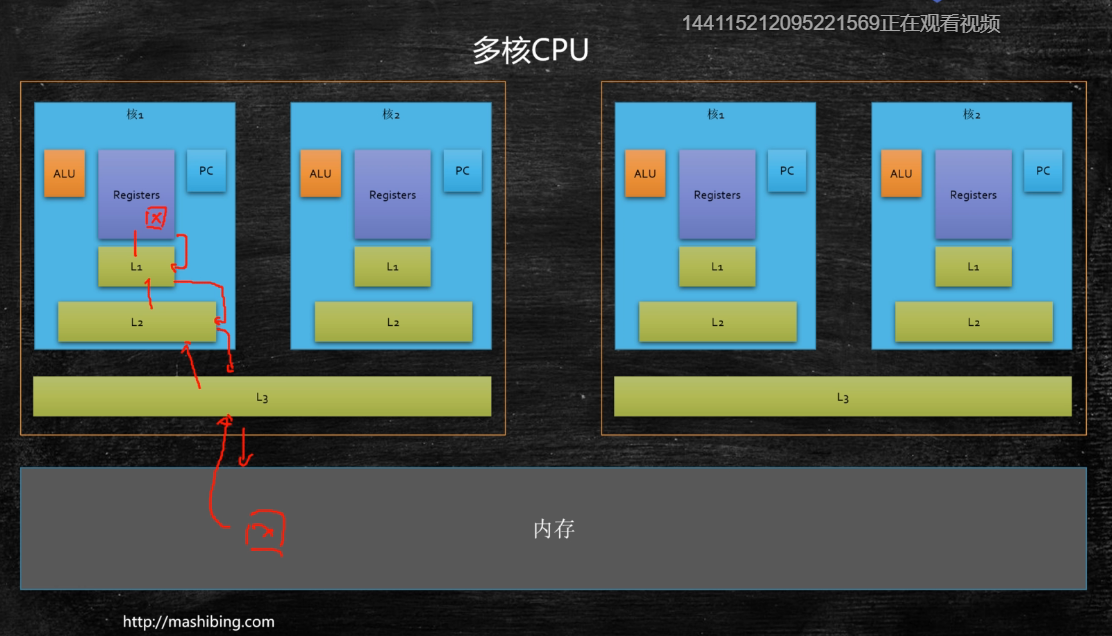 144115212095221569正在观看视频
多核CPU
核1
核2
核1
核2
ALU
Registers
PC
ALU
Registers
PC
ALU
Registers
PC
ALU
Registers
PC
x
L1
L1
L1
L1
L2
L2
L2
L2
L3
L3
x
内存
http://mashibing.com